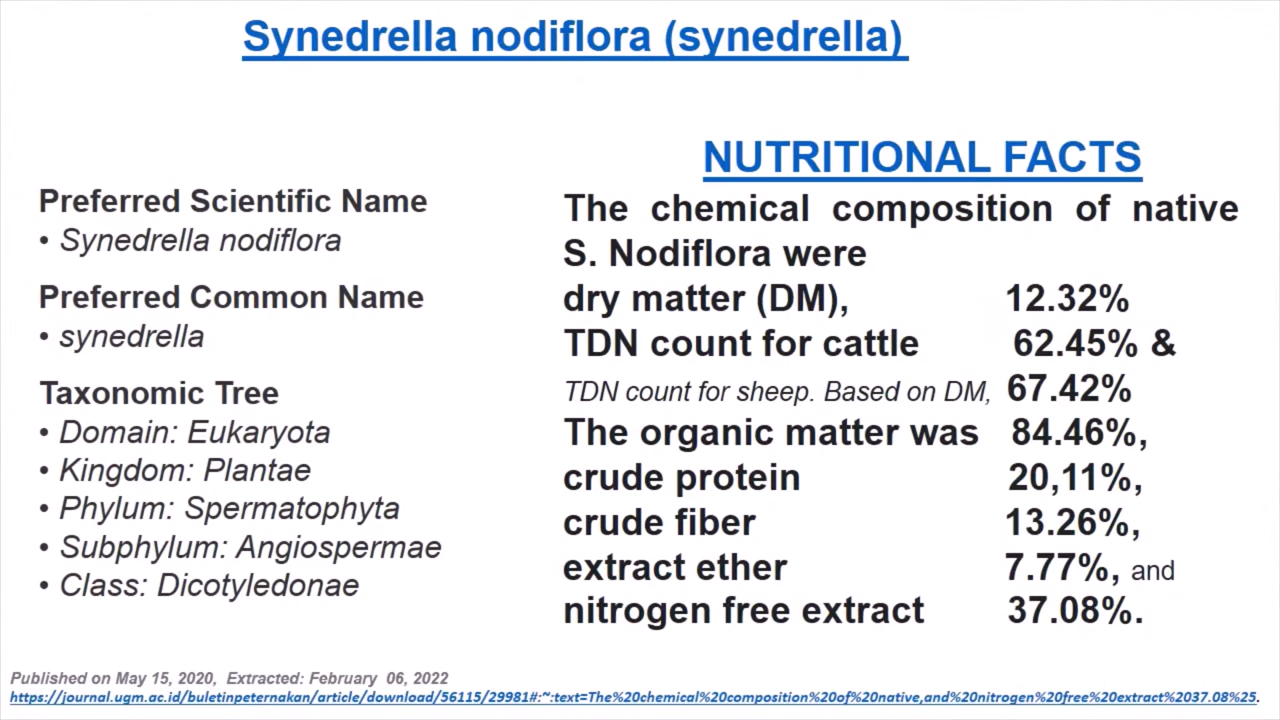 Synedrella nodiflora (synedrella)
Preferred Scientific Name
• Synedrella nodiflora
Preferred Common Name
• synedrella
Taxonomic Tree
• Domain: Eukaryota
• Kingdom: Plantae
• Phylum: Spermatophyta
• Subphylum: Angiospermae
• Class: Dicotyledonae
NUTRITIONAL FACTS
The chemical composition of native
S. Nodiflora were
dry matter (DM), 12.32%
TDN count for cattle 62.45% &
TDN count for sheep. Based on DM, 67.42%
The organic matter was 84.46%,
crude protein 20,11%,
crude fiber 13.26%,
extract ether 7.77%, and
nitrogen free extract 37.08%.
Published on May 15, 2020, Extracted: February 06, 2022
https://journal.ugm.ac.id/buletinpeternakan/article/download/56115/29981#:~:text=The%20chemical%20composition%20of%20native,and%20nitrogen%20free%20extract%2037.08%25.